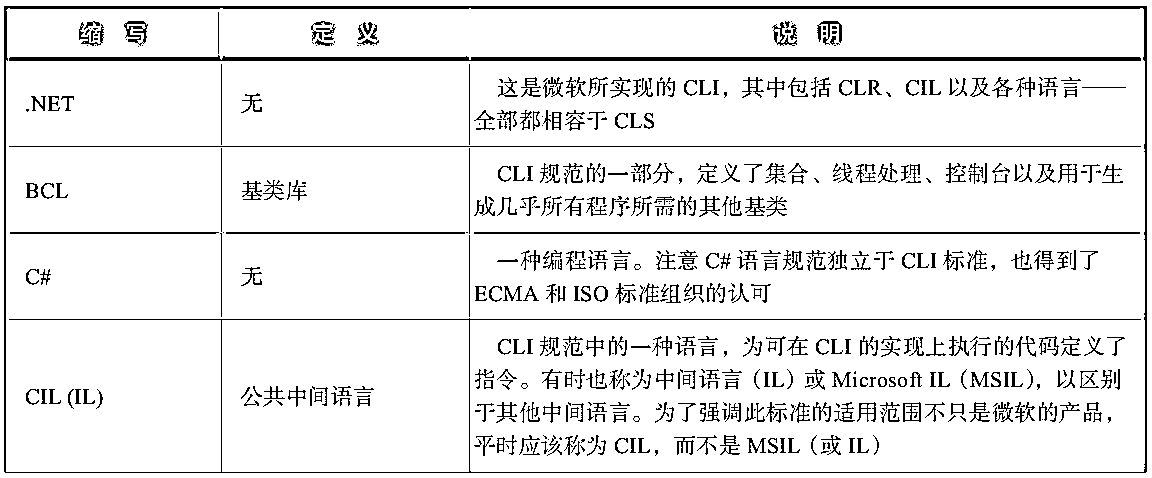 缩 写 定 义 说 明
.NET 无 这是微软所实现的 CLI，其中包括 CLR、CIL 以及各种语言——
全部都相容于 CLS
BCL 基类库 CLI 规范的一部分，定义了集合、线程处理、控制台以及用于生
成几乎所有程序所需的其他基类
C# 无 一种编程语言。注意 C# 语言规范独立于 CLI 标准，也得到了
ECMA 和 ISO 标准组织的认可
CIL (IL) 公共中间语言 CLI 规范中的一种语言，为可在 CLI 的实现上执行的代码定义了
指令。有时也称为中间语言（IL）或 Microsoft IL（MSIL），以区别
于其他中间语言。为了强调此标准的适用范围不只是微软的产品，
平时应该称为 CIL，而不是 MSIL（或 IL）